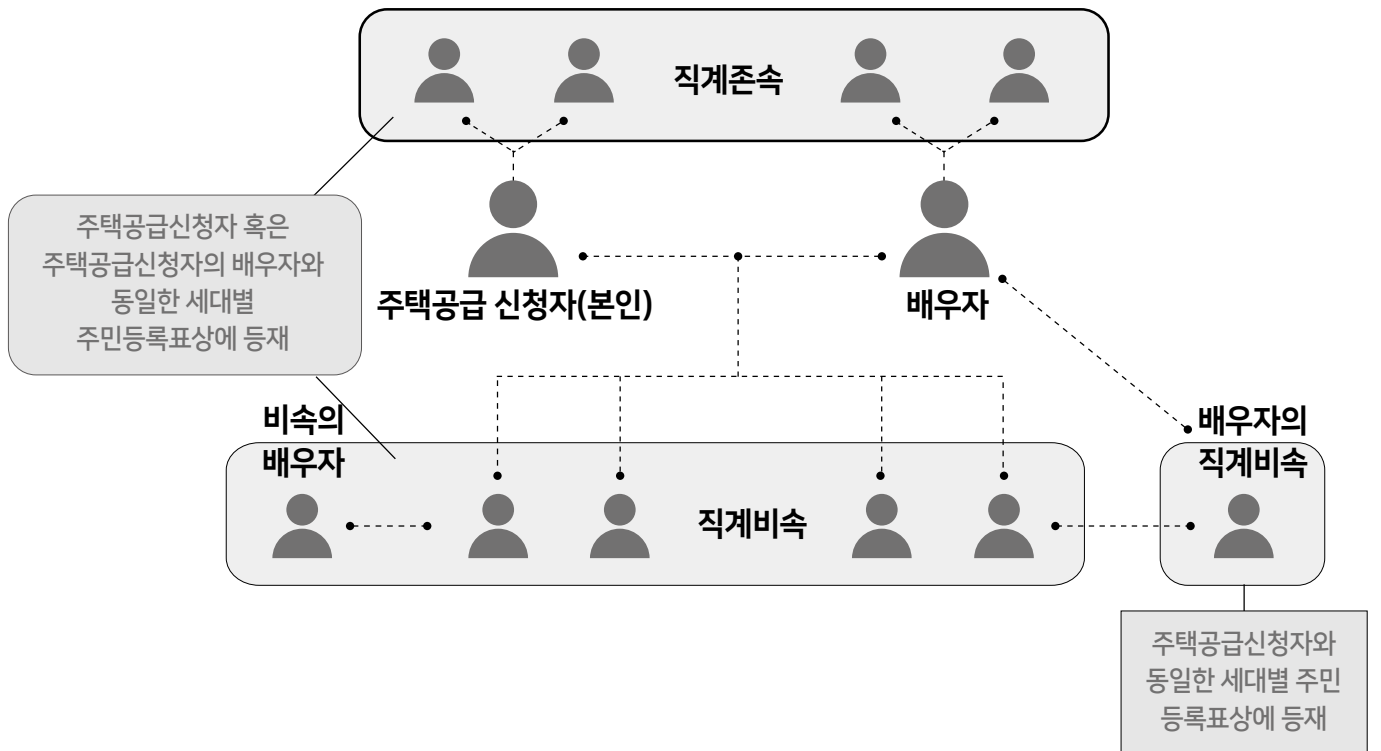 직계존속
주택공급신청자 혹은
주택공급신청자의 배우자와
동일한 세대별
주민등록표상에 등재
주택공급 신청자(본인)
배우자
비속의
배우자
배우자의
직계비속
직계비속
주택공급신청자와
동일한 세대별 주민
등록표상에 등재